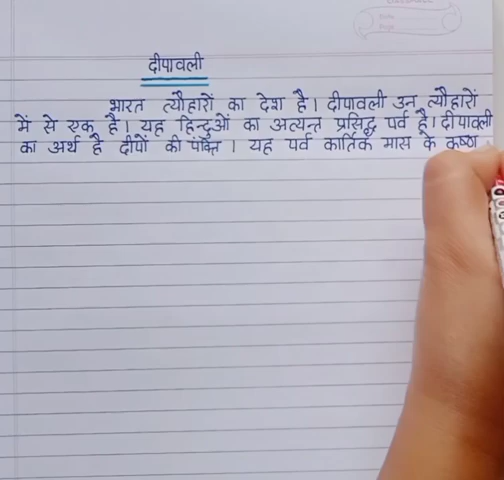 दीपावली
भारत त्यौहारों का देश है। दीपावली उन त्यौहारों
में से एक है। यह हिन्दुओं का अत्यन्त प्रसिद्ध पर्व है। दीपावली
का अर्थ है दीपों की पंक्ति । यह पर्व कार्तिक मास के कृष्ण